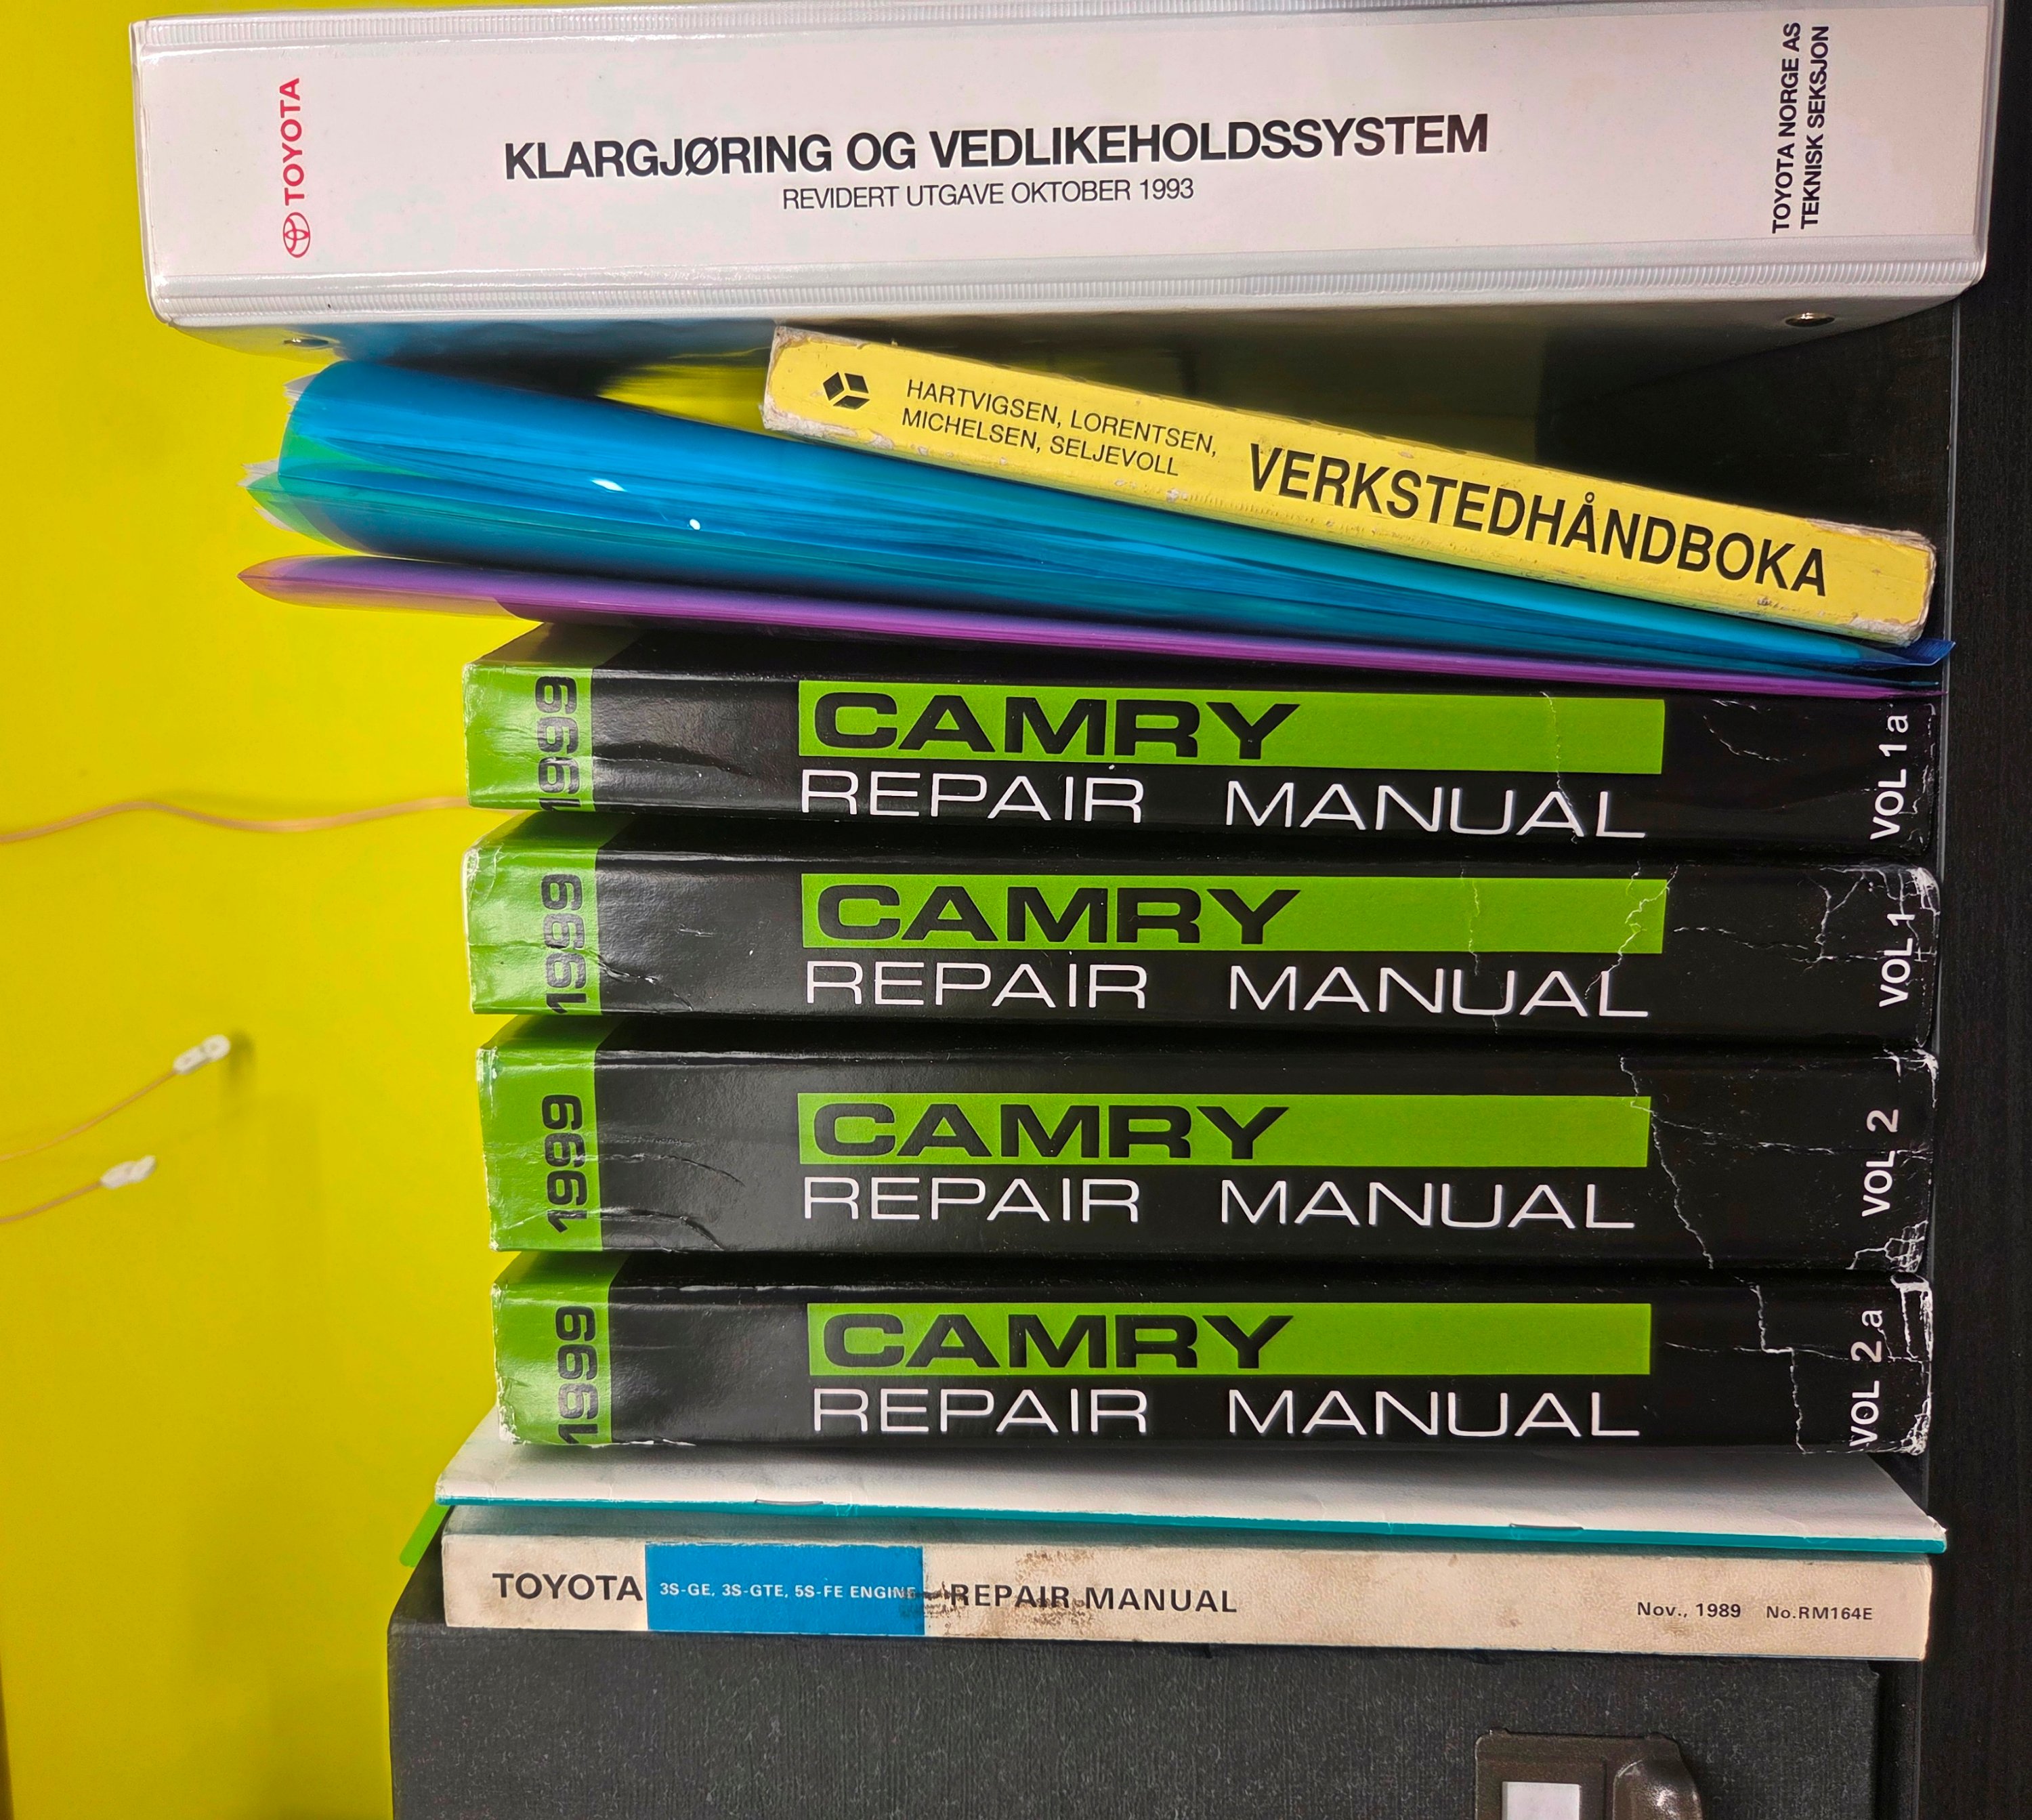 TOYOTA
KLARGJØRING OG VEDLIKEHOLDSSYSTEM
REVIDERT UTGAVE OKTOBER 1993
TOYOTA NORGE AS
TEKNISK SEKSJON
HARTVIGSEN, LORENTSEN,
MICHELSEN, SELJEVOLL
VERKSTEDHÅNDBOKA
1999
CAMRY
REPAIR MANUAL
VOL 1a
1999
CAMRY
REPAIR MANUAL
VOL 1
1999
CAMRY
REPAIR MANUAL
VOL 2
1999
CAMRY
REPAIR MANUAL
VOL 2a
TOYOTA 3S-GE, 3S-GTE, 5S-FE ENGINE REPAIR MANUAL Nov., 1989 No.RM164E